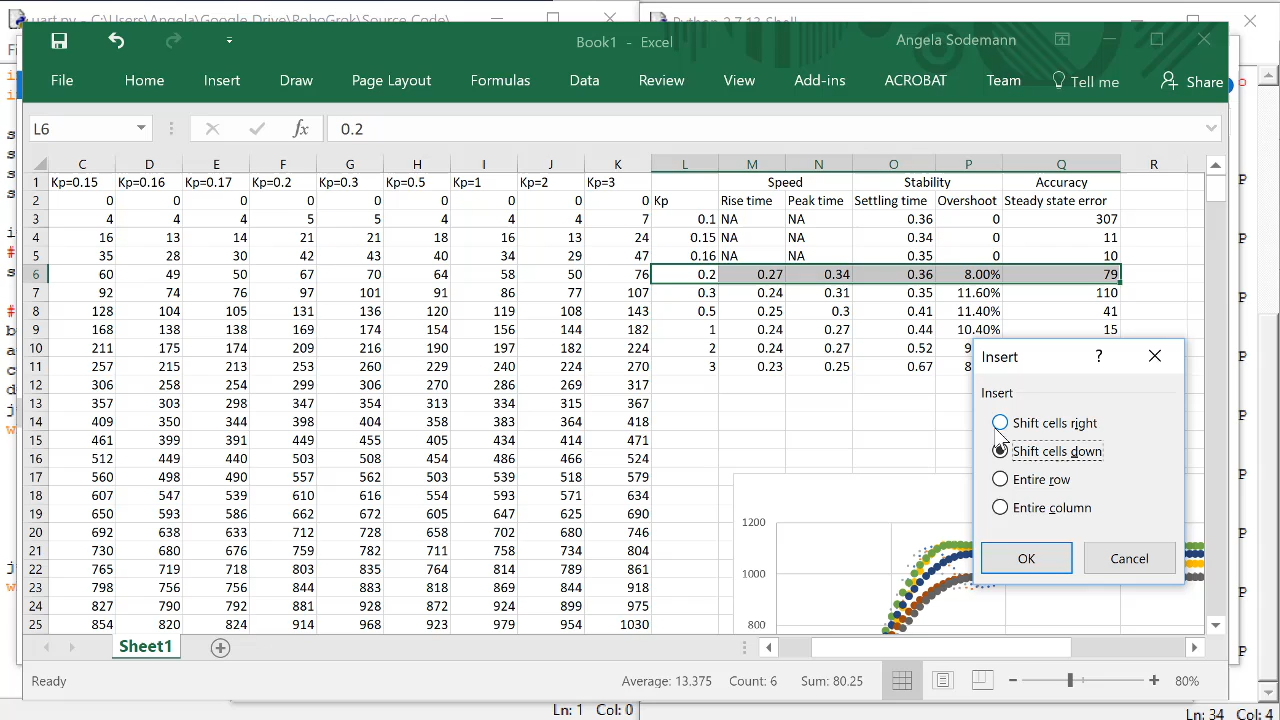 uart.py - C:\Users\Angela\Google Drive\RoboGrok\Source Code\
Python 2.7.13 Shell
Book1 - Excel
Angela Sodemann
File Home Insert Draw Page Layout Formulas Data Review View Add-ins ACROBAT Team Tell me Share
L6 fx 0.2
C D E F G H I J K L M N O P Q R
1 Kp=0.15 Kp=0.16 Kp=0.17 Kp=0.2 Kp=0.3 Kp=0.5 Kp=1 Kp=2 Kp=3 Speed Stability Accuracy
2 0 0 0 0 0 0 0 0 0 Kp Rise time Peak time Settling time Overshoot Steady state error
3 4 4 4 5 5 4 4 4 7 0.1 NA NA 0.36 0 307
4 16 13 14 21 21 18 16 13 24 0.15 NA NA 0.34 0 11
5 35 28 30 42 43 40 34 29 47 0.16 NA NA 0.35 0 10
6 60 49 50 67 70 64 58 50 76 0.2 0.27 0.34 0.36 8.00% 79
7 92 74 76 97 101 91 86 77 107 0.3 0.24 0.31 0.35 11.60% 110
8 128 104 105 131 136 120 119 108 143 0.5 0.25 0.3 0.41 11.40% 41
9 168 138 138 169 174 154 156 144 182 1 0.24 0.27 0.44 10.40% 15
10 211 175 174 209 216 190 197 182 224 2 0.24 0.27 0.52
11 257 215 213 253 260 229 240 224 270 3 0.23 0.25 0.67
12 306 258 254 299 306 270 287 269 317
13 357 303 298 347 354 313 334 315 367
14 409 350 344 398 404 358 383 364 418
15 461 399 391 449 455 405 434 414 471
16 512 449 440 503 508 454 485 466 524
17 560 498 490 557 562 503 539 518 579
18 607 547 539 610 615 554 593 571 634
19 650 593 586 662 672 605 647 625 690
20 692 638 633 712 728 658 702 680 746
21 730 680 676 759 782 711 758 734 804
22 765 719 718 803 835 764 814 789 861
23 798 756 756 844 883 818 869 844 918
24 827 790 792 881 928 872 924 899 975
25 854 820 824 914 968 923 979 954 1030
Insert ?
Insert
Shift cells right
Shift cells down
Entire row
Entire column
OK Cancel
1200
1000
800
Sheet1
Ready Average: 13.375 Count: 6 Sum: 80.25 80%
Ln: 1 Col: 0
Ln: 34 Col: 4